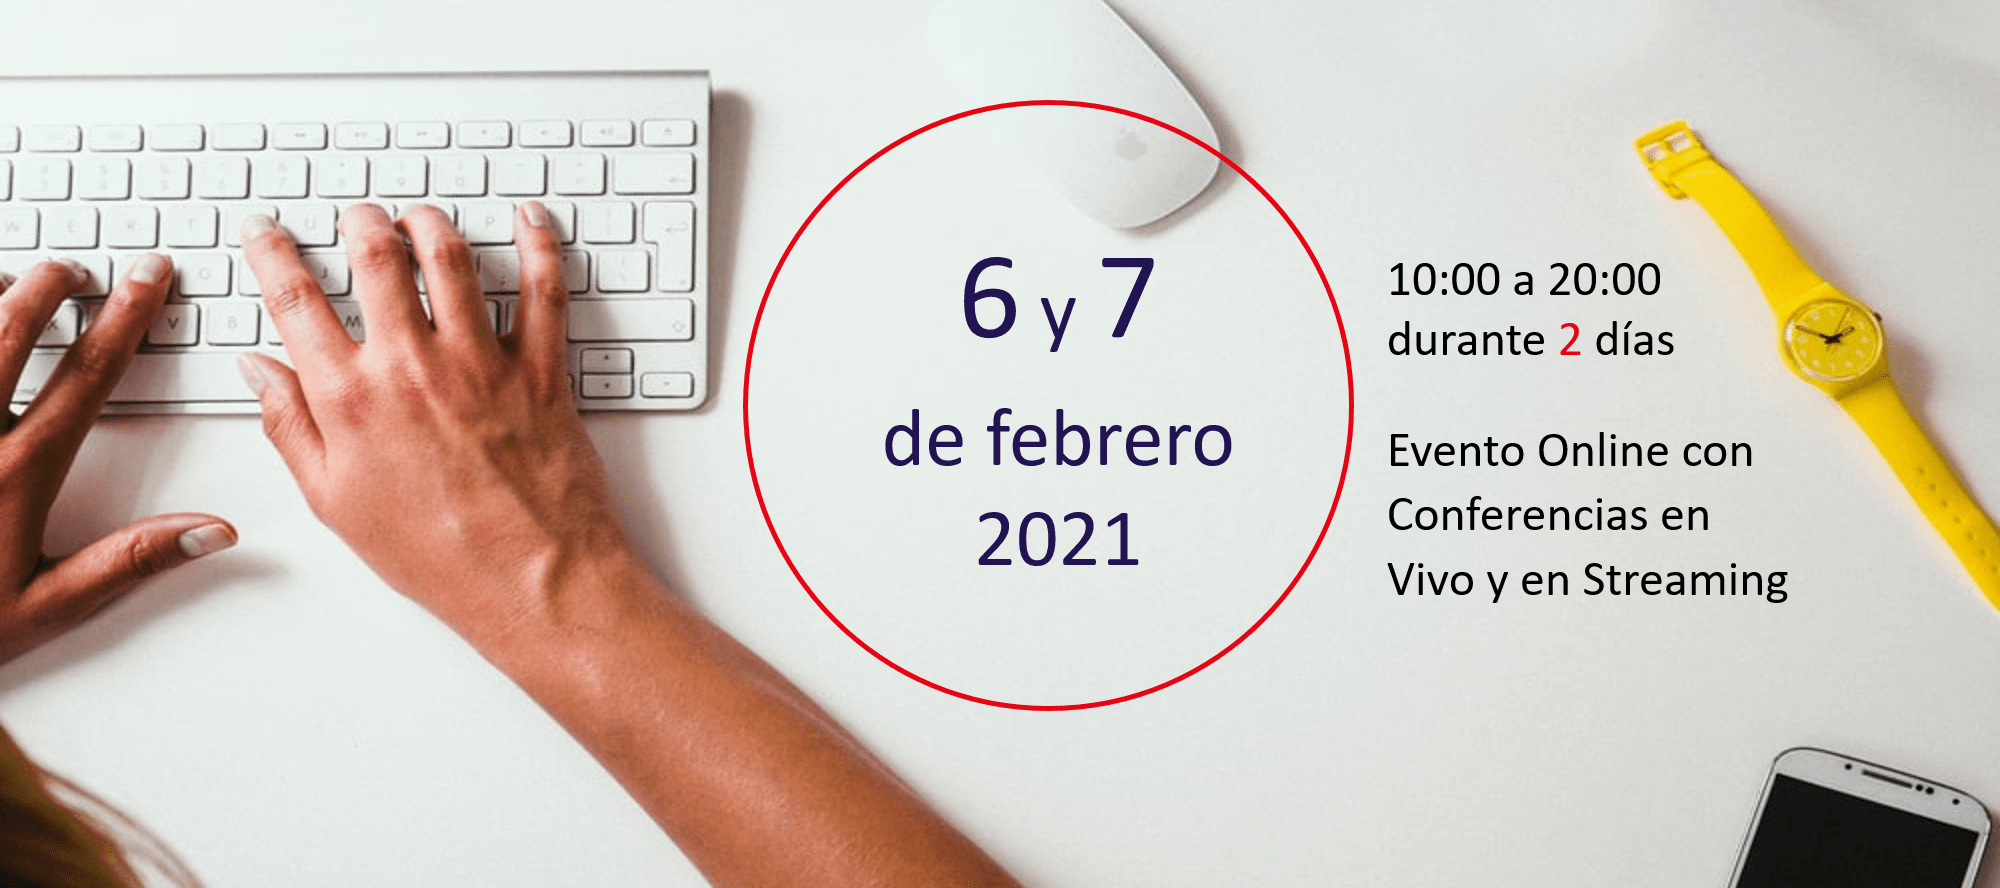 6 y 7
de febrero
2021
10:00 a 20:00
durante 2 días
Evento Online con
Conferencias en
Vivo y en Streaming